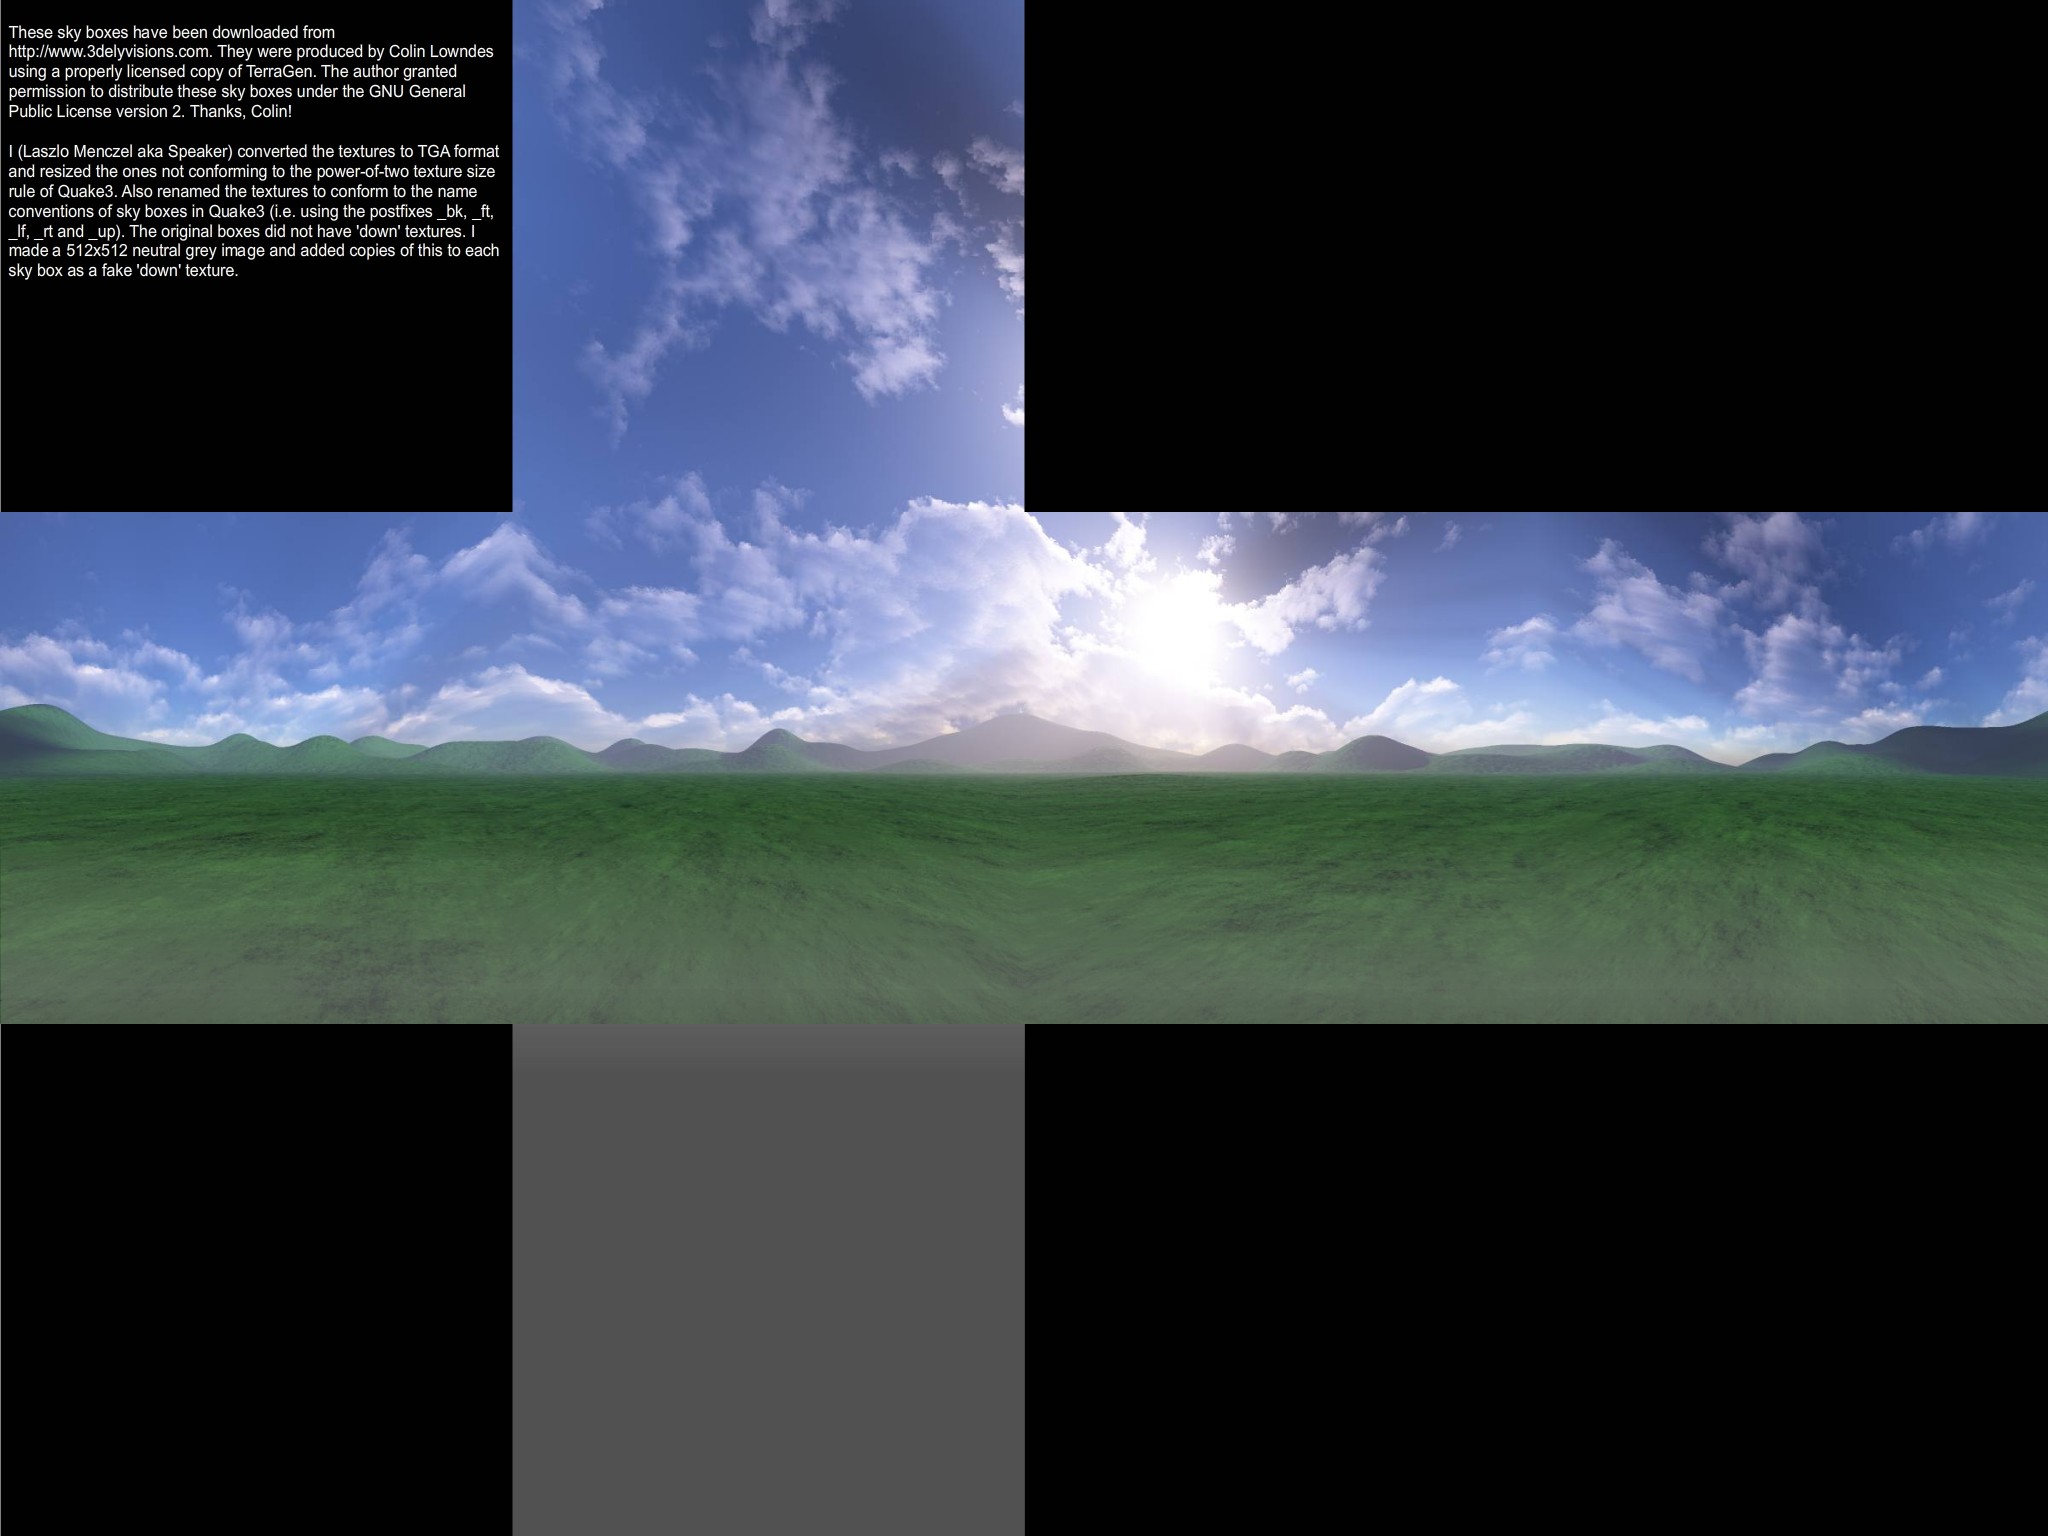 These sky boxes have been downloaded from
http://www.3delyvisions.com. They were produced by Colin Lowndes
using a properly licensed copy of TerraGen. The author granted
permission to distribute these sky boxes under the GNU General
Public License version 2. Thanks, Colin!
I (Laszlo Menczel aka Speaker) converted the textures to TGA format
and resized the ones not conforming to the power-of-two texture size
rule of Quake3. Also renamed the textures to conform to the name
conventions of sky boxes in Quake3 (i.e. using the postfixes _bk, _ft,
_lf, _rt and _up). The original boxes did not have 'down' textures. I
made a 512x512 neutral grey image and added copies of this to each
sky box as a fake 'down' texture.